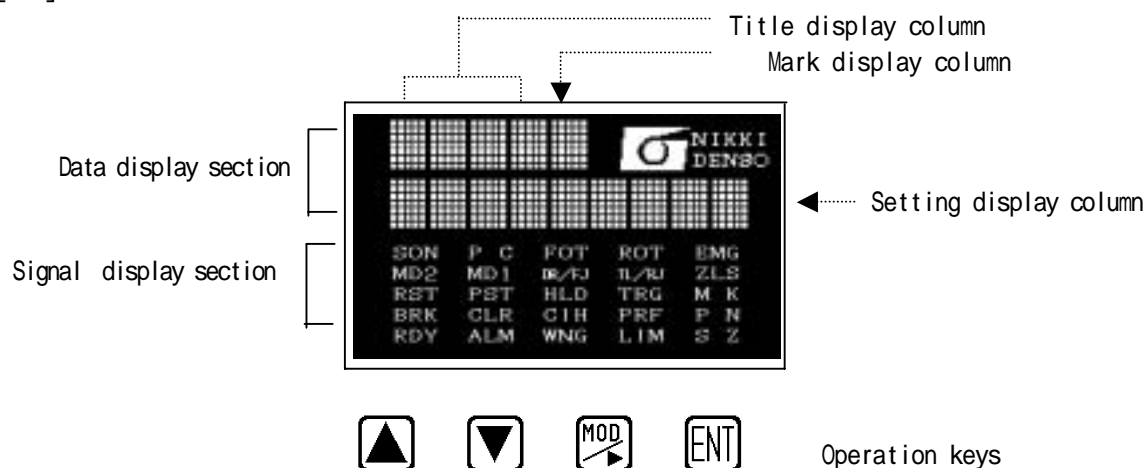 Title display column
Mark display column
NIKKI
DENSO
Data display section
Setting display column
Signal display section
SON P C FOT ROT EMG
MD2 MD1 DR/FJ TL/RJ ZLS
RST PST HLD TRG M K
BRK CLR CIH PRF P N
RDY ALM WNG LIM S Z
MOD
ENT
Operation keys